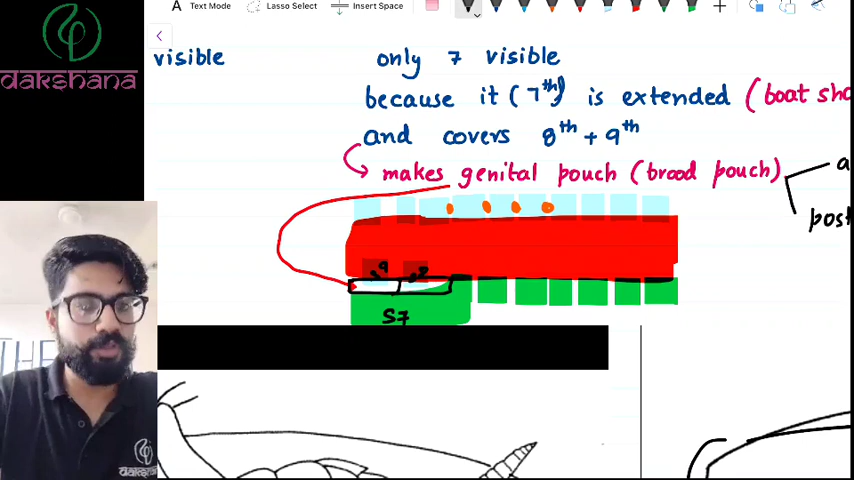 Text Mode
Lasso Select
Insert Space
dakshana
visible
only 7 visible
because it (7th) is extended (boat sha
and covers 8th + 9th
makes genital pouch (brood pouch)
a
post
S7
dakshana